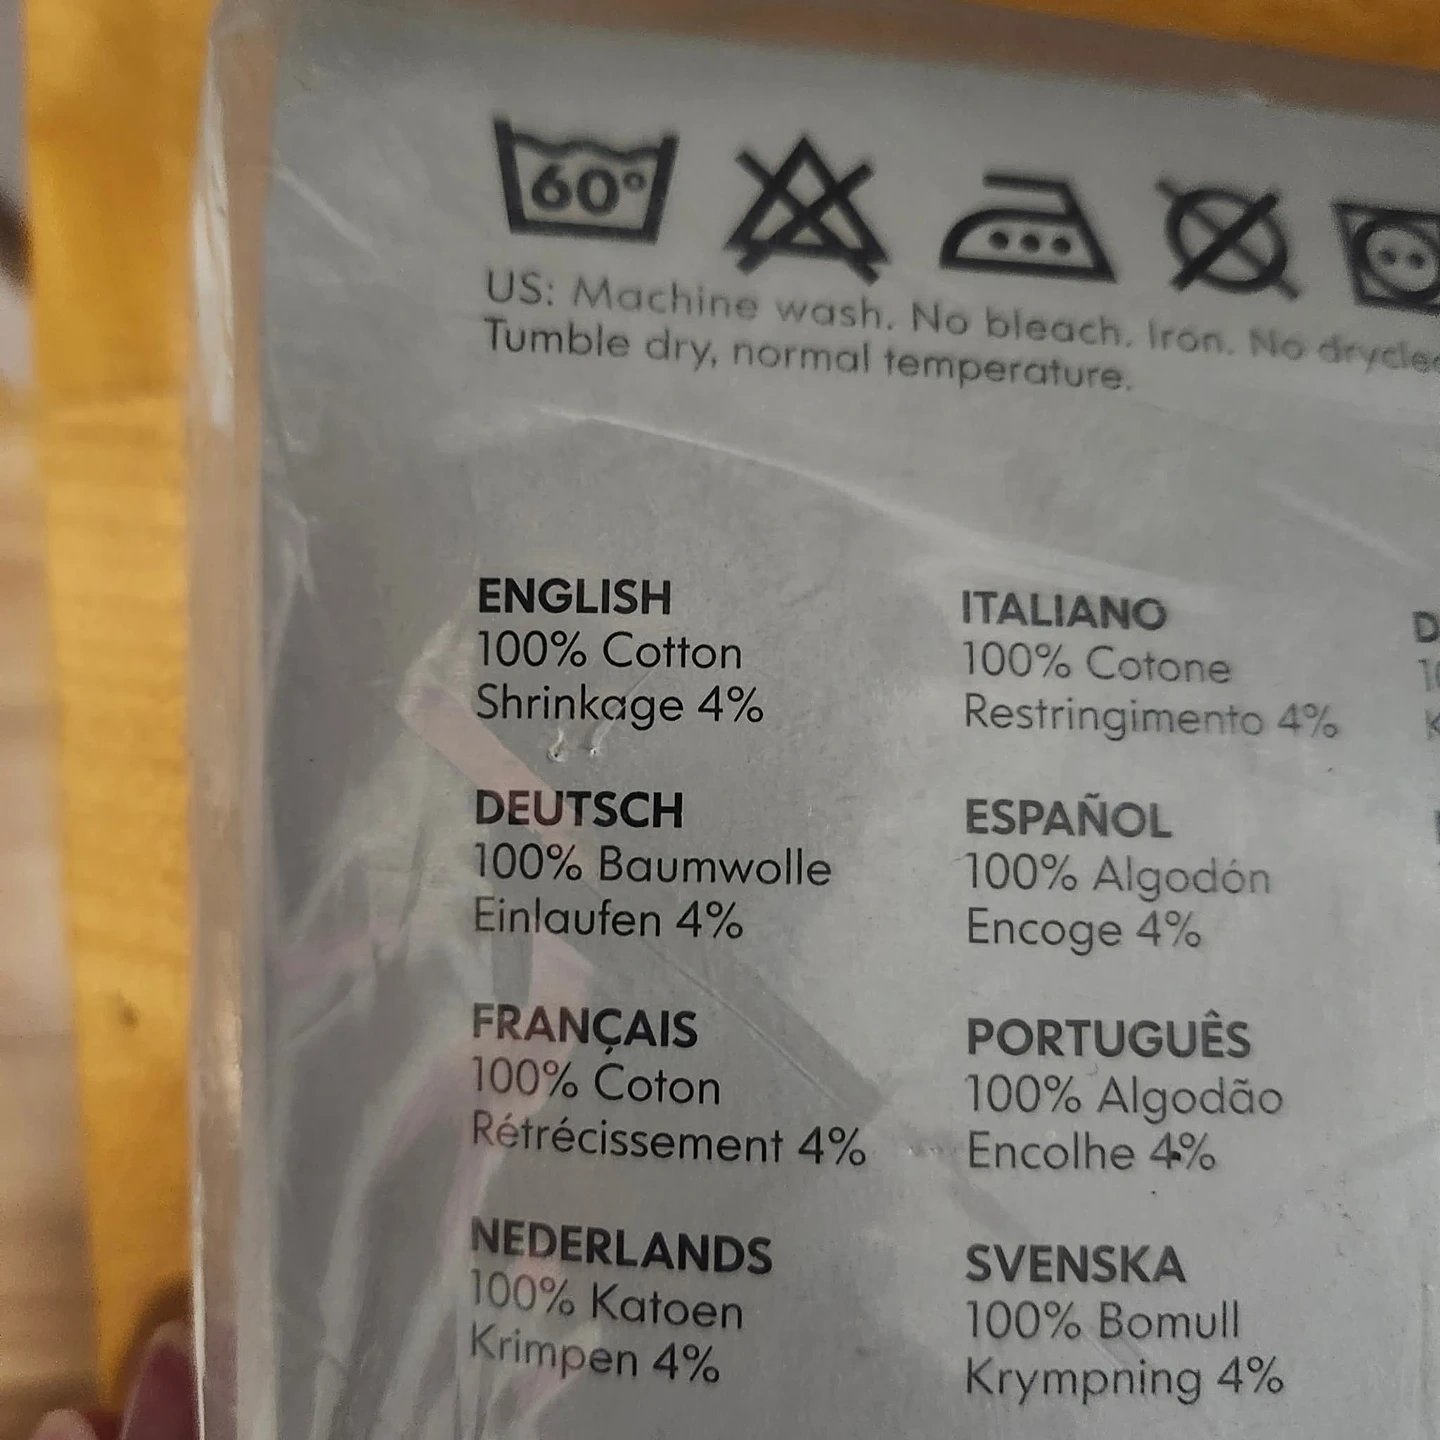 60°
US: Machine wash. No bleach. Iron. No
Tumble dry, normal temperature.
ENGLISH
100% Cotton
Shrinkage 4%
DEUTSCH
100% Baumwolle
Einlaufen 4%
FRANÇAIS
100% Coton
Rétrécissement 4%
NEDERLANDS
100% Katoen
Krimpen 4%
ITALIANO
100% Cotone
Restringimento 4%
ESPAÑOL
100% Algodón
Encoge 4%
PORTUGUÊS
100% Algodão
Encolhe 4%
SVENSKA
100% Bomull
Krympning 4%